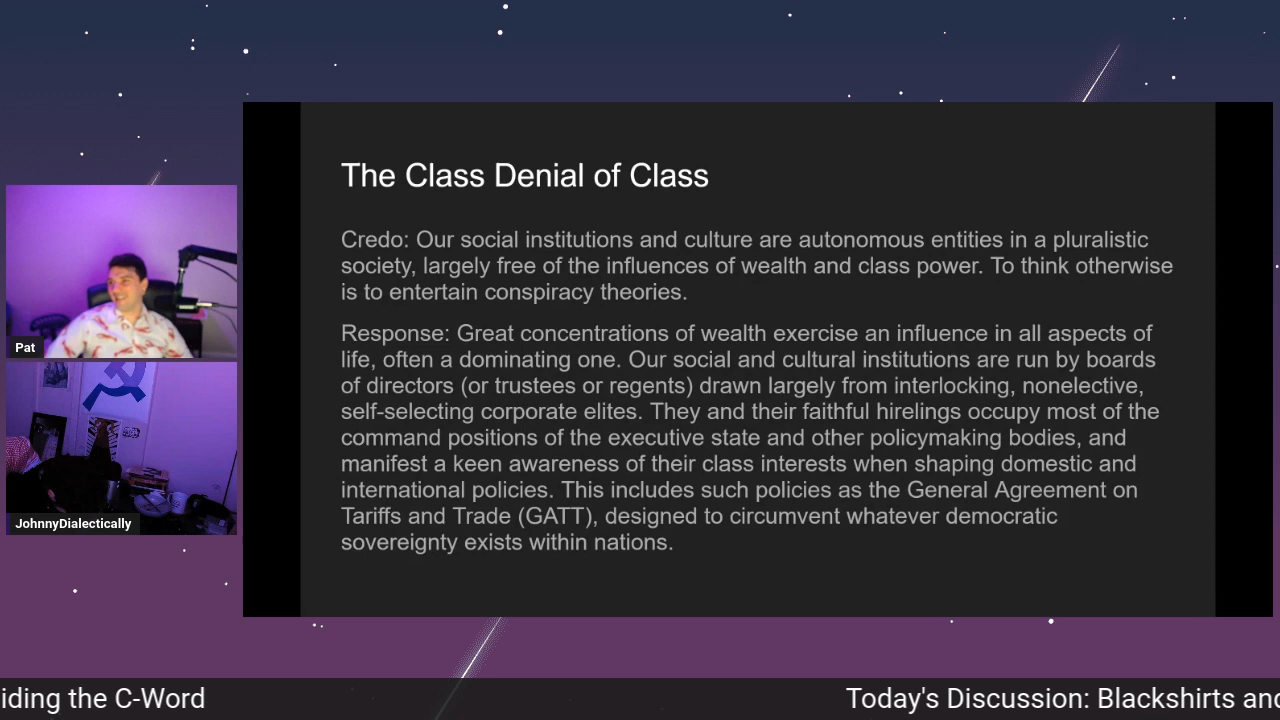 The Class Denial of Class
Credo: Our social institutions and culture are autonomous entities in a pluralistic
society, largely free of the influences of wealth and class power. To think otherwise
is to entertain conspiracy theories.
Response: Great concentrations of wealth exercise an influence in all aspects of
life, often a dominating one. Our social and cultural institutions are run by boards
of directors (or trustees or regents) drawn largely from interlocking, nonelective,
self-selecting corporate elites. They and their faithful hirelings occupy most of the
command positions of the executive state and other policymaking bodies, and
manifest a keen awareness of their class interests when shaping domestic and
international policies. This includes such policies as the General Agreement on
Tariffs and Trade (GATT), designed to circumvent whatever democratic
sovereignty exists within nations.
Pat
JohnnyDialectically
iding the C-Word
Today's Discussion: Blackshirts and